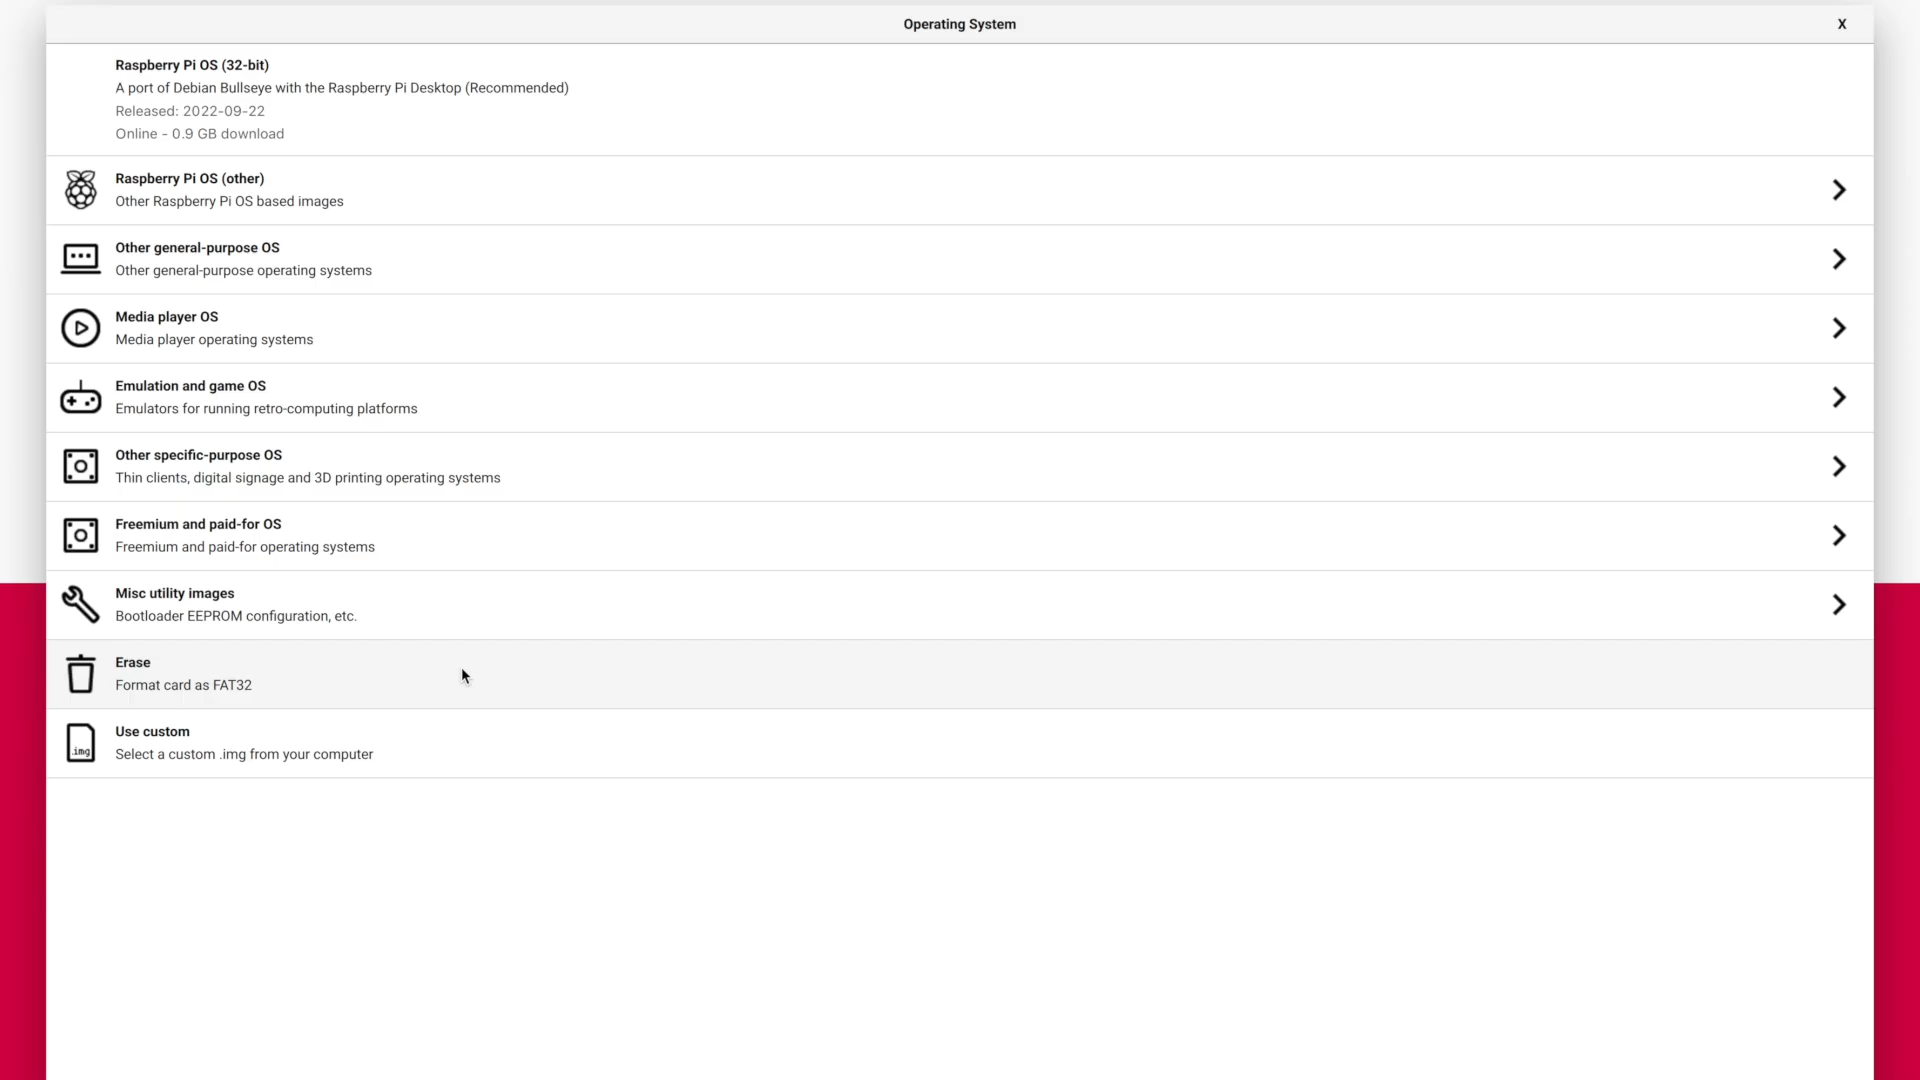 Operating System
X
Raspberry Pi OS (32-bit)
A port of Debian Bullseye with the Raspberry Pi Desktop (Recommended)
Released: 2022-09-22
Online - 0.9 GB download
Raspberry Pi OS (other)
Other Raspberry Pi OS based images
Other general-purpose OS
Other general-purpose operating systems
Media player OS
Media player operating systems
Emulation and game OS
Emulators for running retro-computing platforms
Other specific-purpose OS
Thin clients, digital signage and 3D printing operating systems
Freemium and paid-for OS
Freemium and paid-for operating systems
Misc utility images
Bootloader EEPROM configuration, etc.
Erase
Format card as FAT32
Use custom
.img
Select a custom .img from your computer